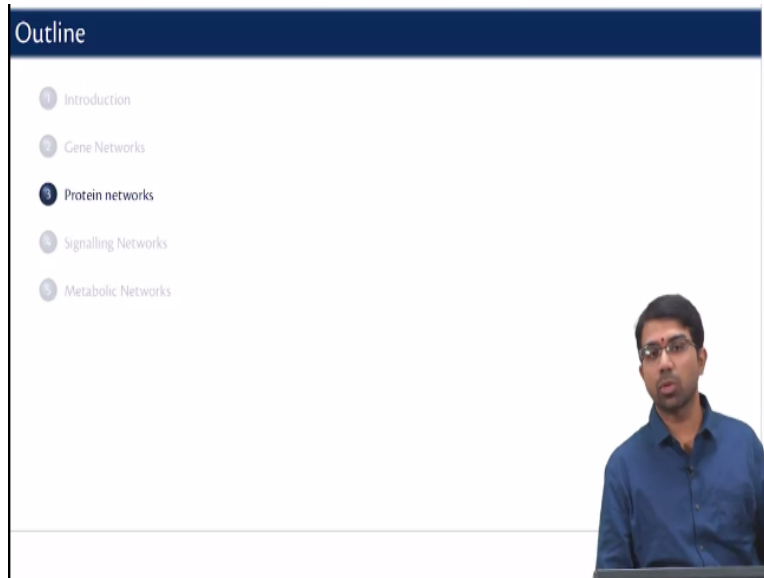 Outline
1 Introduction
2 Gene Networks
3 Protein networks
4 Signalling Networks
5 Metabolic Networks